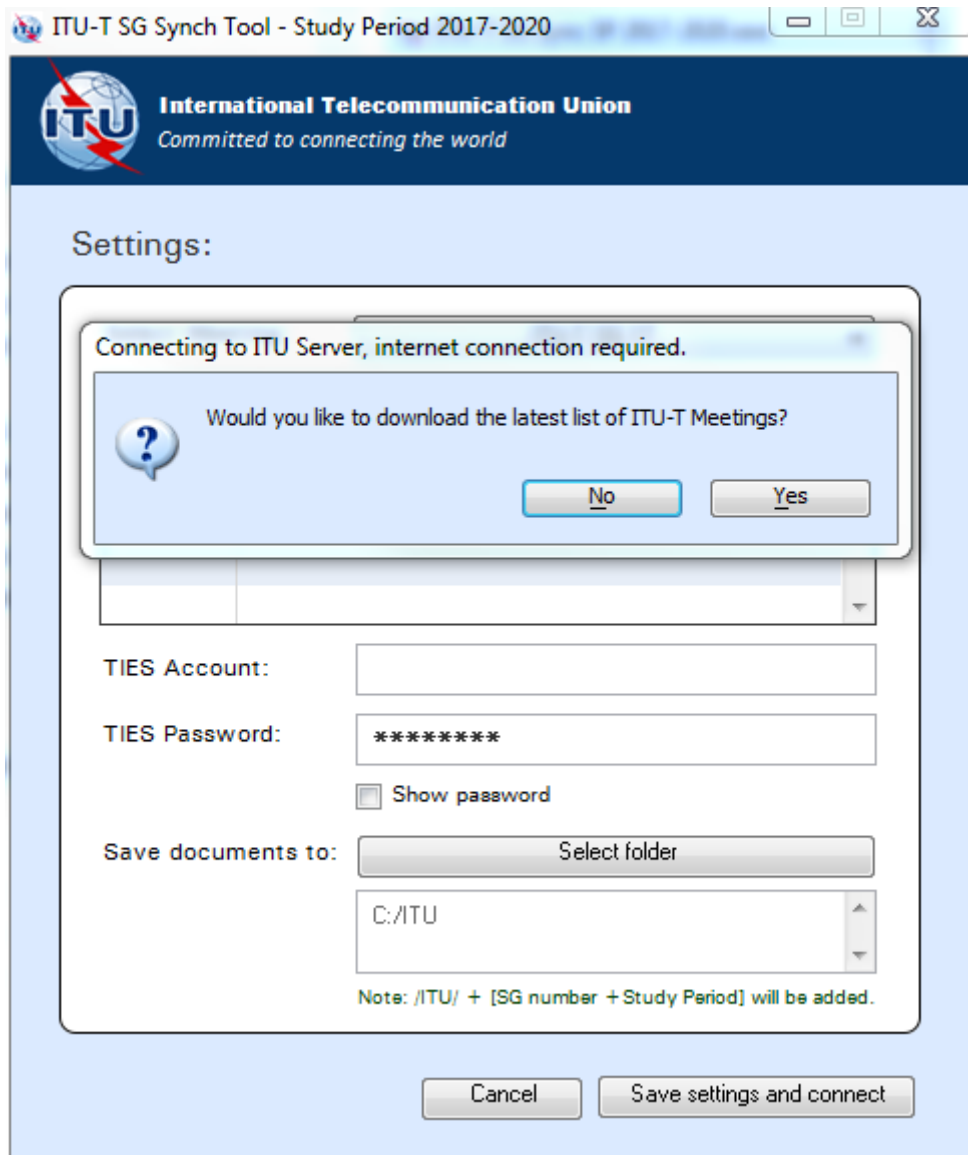 ITU-T SG Synch Tool - Study Period 2017-2020
ITU
International Telecommunication Union
Committed to connecting the world
Settings:
Connecting to ITU Server, internet connection required.
Would you like to download the latest list of ITU-T Meetings?
No Yes
TIES Account:
TIES Password: ********
Show password
Save documents to: Select folder
C:/ITU
Note: /ITU/ + [SG number +Study Period] will be added.
Cancel Save settings and connect